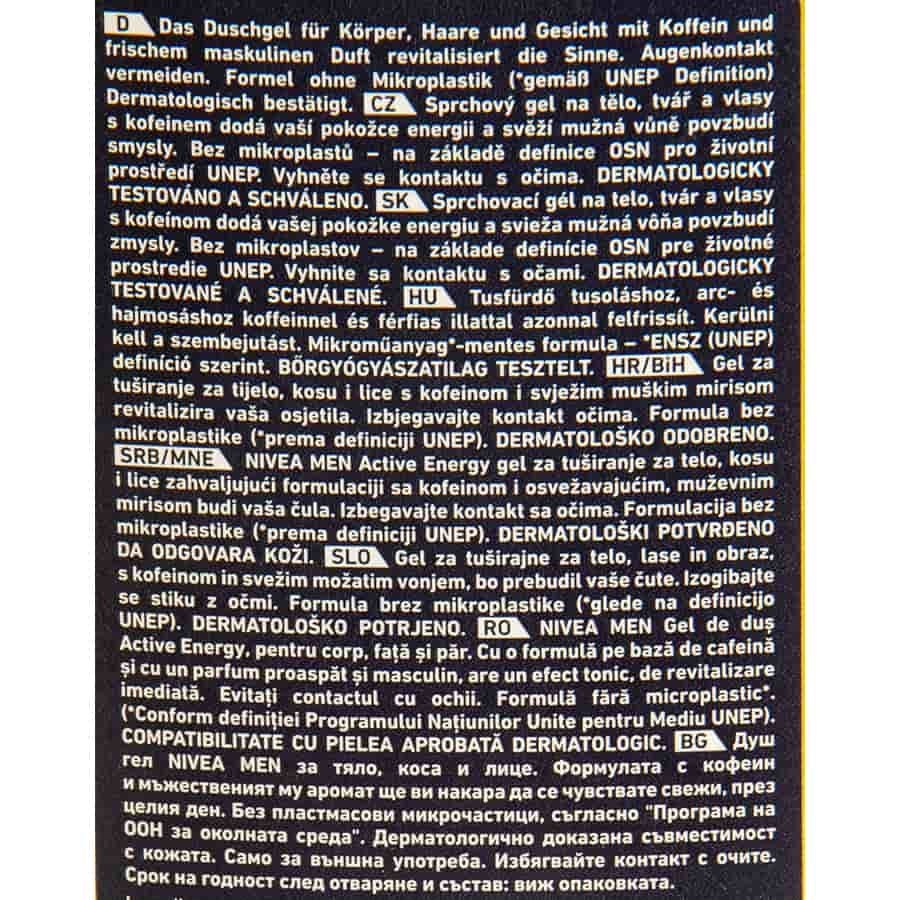 D Das Duschgel für Körper, Haare und Gesicht mit Koffein und
frischem maskulinen Duft revitalisiert die Sinne. Augenkontakt
vermeiden. Formel ohne Mikroplastik (*gemäß UNEP Definition)
Dermatologisch bestätigt. CZ Sprchový gel na tělo, tvář a vlasy
s kofeinem dodá vaší pokožce energii a svěží mužná vůně povzbudí
smysly. Bez mikroplastů – na základě definice OSN pro životní
prostředí UNEP. Vyhněte se kontaktu s očima. DERMATOLOGICKY
TESTOVÁNO A SCHVÁLENO. SK Sprchovací gél na telo, tvár a vlasy
s kofeínom dodá vašej pokožke energiu a svieža mužná vôňa povzbudí
zmysly. Bez mikroplastov – na základe definície OSN pre životné
prostredie UNEP. Vyhnite sa kontaktu s očami. DERMATOLOGICKY
TESTOVANÉ A SCHVÁLENÉ. HU Tusfürdő tusoláshoz, arc- és
hajmosáshoz koffeinnel és férfias illattal azonnal felfrissít. Kerülni
kell a szembejutást. Mikroműanyag*-mentes formula – *ENSZ (UNEP)
definíció szerint. BŐRGYÓGYÁSZATILAG TESZTELT. HR/BiH Gel za
tuširanje za tijelo, kosu i lice s kofeinom i svježim muškim mirisom
revitalizira vaša osjetila. Izbjegavajte kontakt očima. Formula bez
mikroplastike (*prema definiciji UNEP). DERMATOLOŠKO ODOBRENO.
SRB/MNE NIVEA MEN Active Energy gel za tuširanje za telo, kosu
i lice zahvaljujući formulaciji sa kofeinom i osvežavajućim, muževnim
mirisom budi vaša čula. Izbegavajte kontakt sa očima. Formulacija bez
mikroplastike (*prema definiciji UNEP). DERMATOLOŠKI POTVRĐENO
DA ODGOVARA KOŽI. SLO Gel za tuširajne za telo, lase in obraz,
s kofeinom in svežim možatim vonjem, bo prebudil vaše čute. Izogibajte
se stiku z očmi. Formula brez mikroplastike (*glede na definicijo
UNEP). DERMATOLOŠKO POTRJENO. RO NIVEA MEN Gel de duș
Active Energy, pentru corp, față și păr. Cu o formulă pe bază de cafeină
și cu un parfum proaspăt și masculin, are un efect tonic, de revitalizare
imediată. Evitați contactul cu ochii. Formulă fără microplastic*.
(*Conform definiției Programului Națiunilor Unite pentru Mediu UNEP).
COMPATIBILITATE CU PIELEA APROBATĂ DERMATOLOGIC. BG Душ
гел NIVEA MEN за тяло, коса и лице. Формулата с кофеин
и мъжественият му аромат ще ви накара да се чувствате свежи, през
целия ден. Без пластмасови микрочастици, съгласно "Програма на
ООН за околната среда". Дерматологично доказана съвместимост
с кожата. Само за външна употреба. Избягвайте контакт с очите.
Срок на годност след отваряне и състав: виж опаковката.